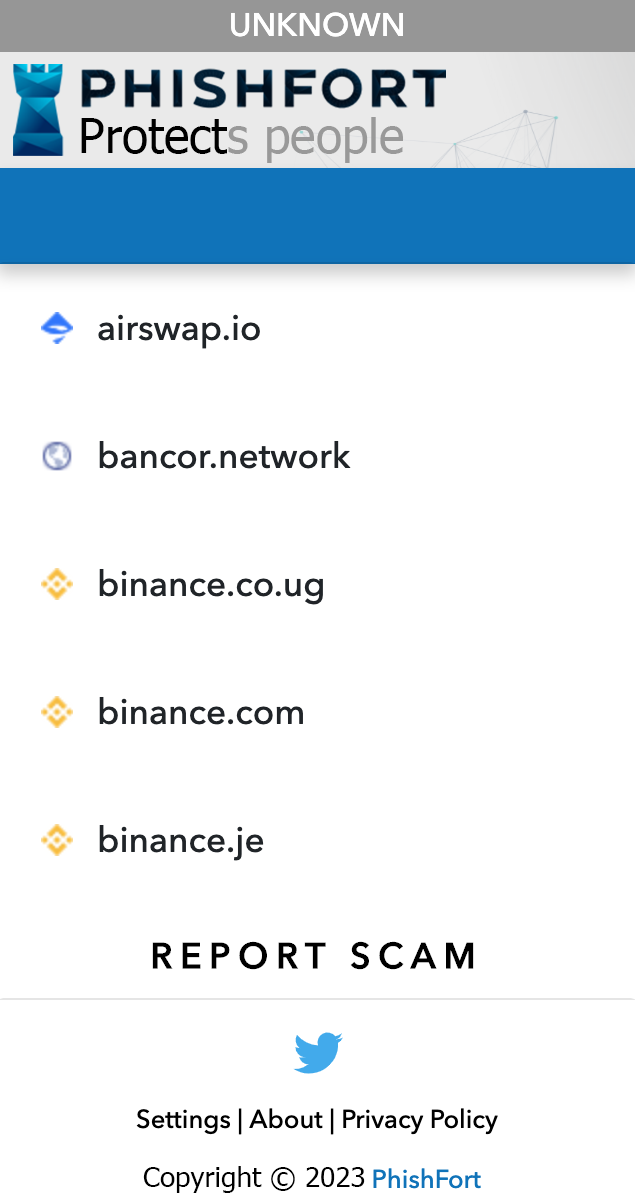 UNKNOWN
PHISHFORT
Protects people
airswap.io
bancor.network
binance.co.ug
binance.com
binance.je
REPORT SCAM
Settings | About | Privacy Policy
Copyright © 2023 PhishFort